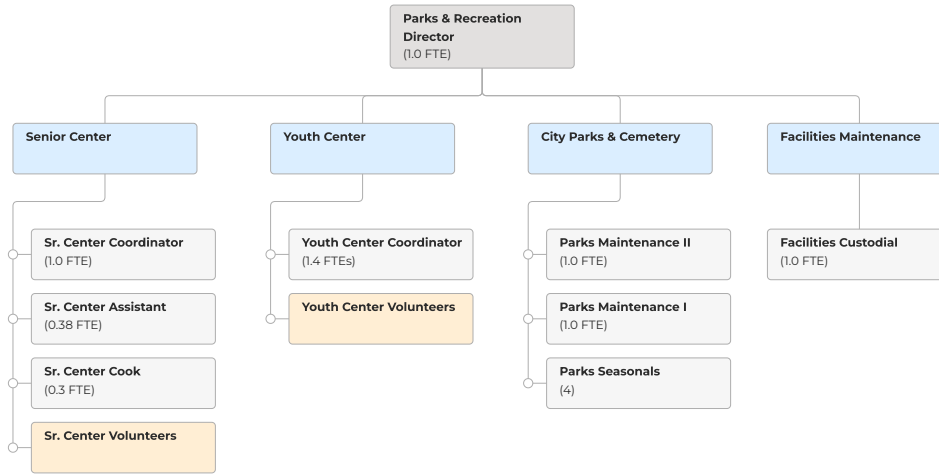 Parks & Recreation
Director
(1.0 FTE)
Senior Center
Youth Center
City Parks & Cemetery
Facilities Maintenance
Sr. Center Coordinator
(1.0 FTE)
Youth Center Coordinator
(1.4 FTEs)
Parks Maintenance II
(1.0 FTE)
Facilities Custodial
(1.0 FTE)
Sr. Center Assistant
(0.38 FTE)
Youth Center Volunteers
Parks Maintenance I
(1.0 FTE)
Sr. Center Cook
(0.3 FTE)
Parks Seasonals
(4)
Sr. Center Volunteers